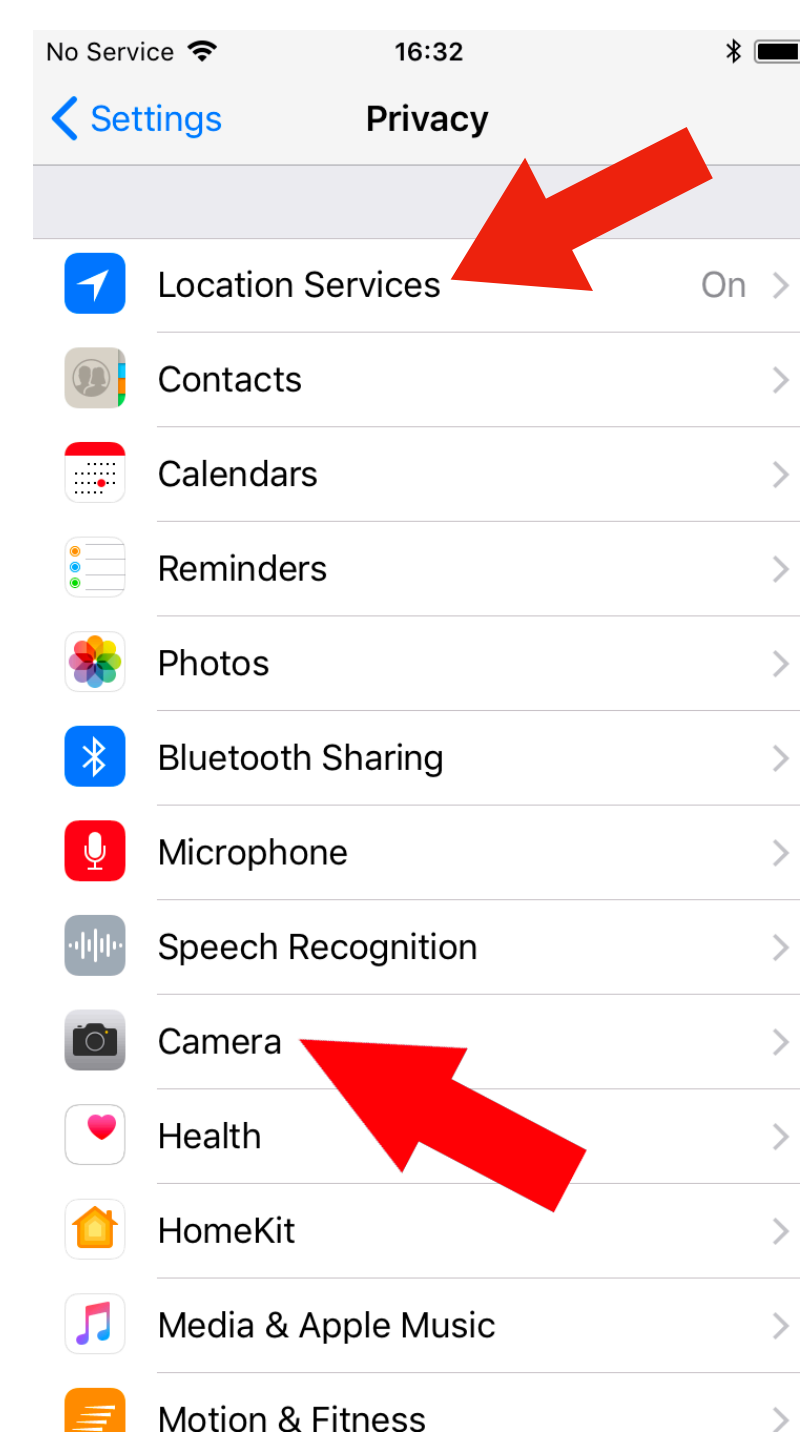 No Service 16:32
Settings Privacy
Location Services On
Contacts
Calendars
Reminders
Photos
Bluetooth Sharing
Microphone
Speech Recognition
Camera
Health
HomeKit
Media & Apple Music
Motion & Fitness